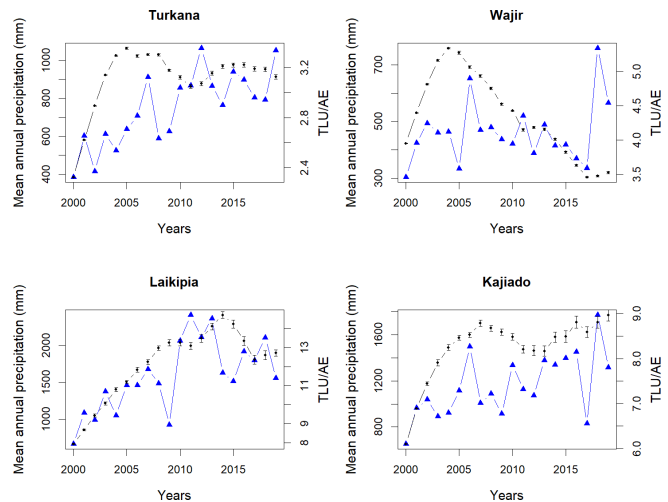 Turkana
Mean annual precipitation (mm)
400 600 800 1000
2.4 2.8 3.2
TLU/AE
2000 2005 2010 2015
Years
Wajir
Mean annual precipitation (mm)
300 500 700
3.5 4.0 4.5 5.0
TLU/AE
2000 2005 2010 2015
Years
Laikipia
Mean annual precipitation (mm)
1000 1500 2000
8 9 11 13
TLU/AE
2000 2005 2010 2015
Years
Kajiado
Mean annual precipitation (mm)
800 1200 1600
6.0 7.0 8.0 9.0
TLU/AE
2000 2005 2010 2015
Years